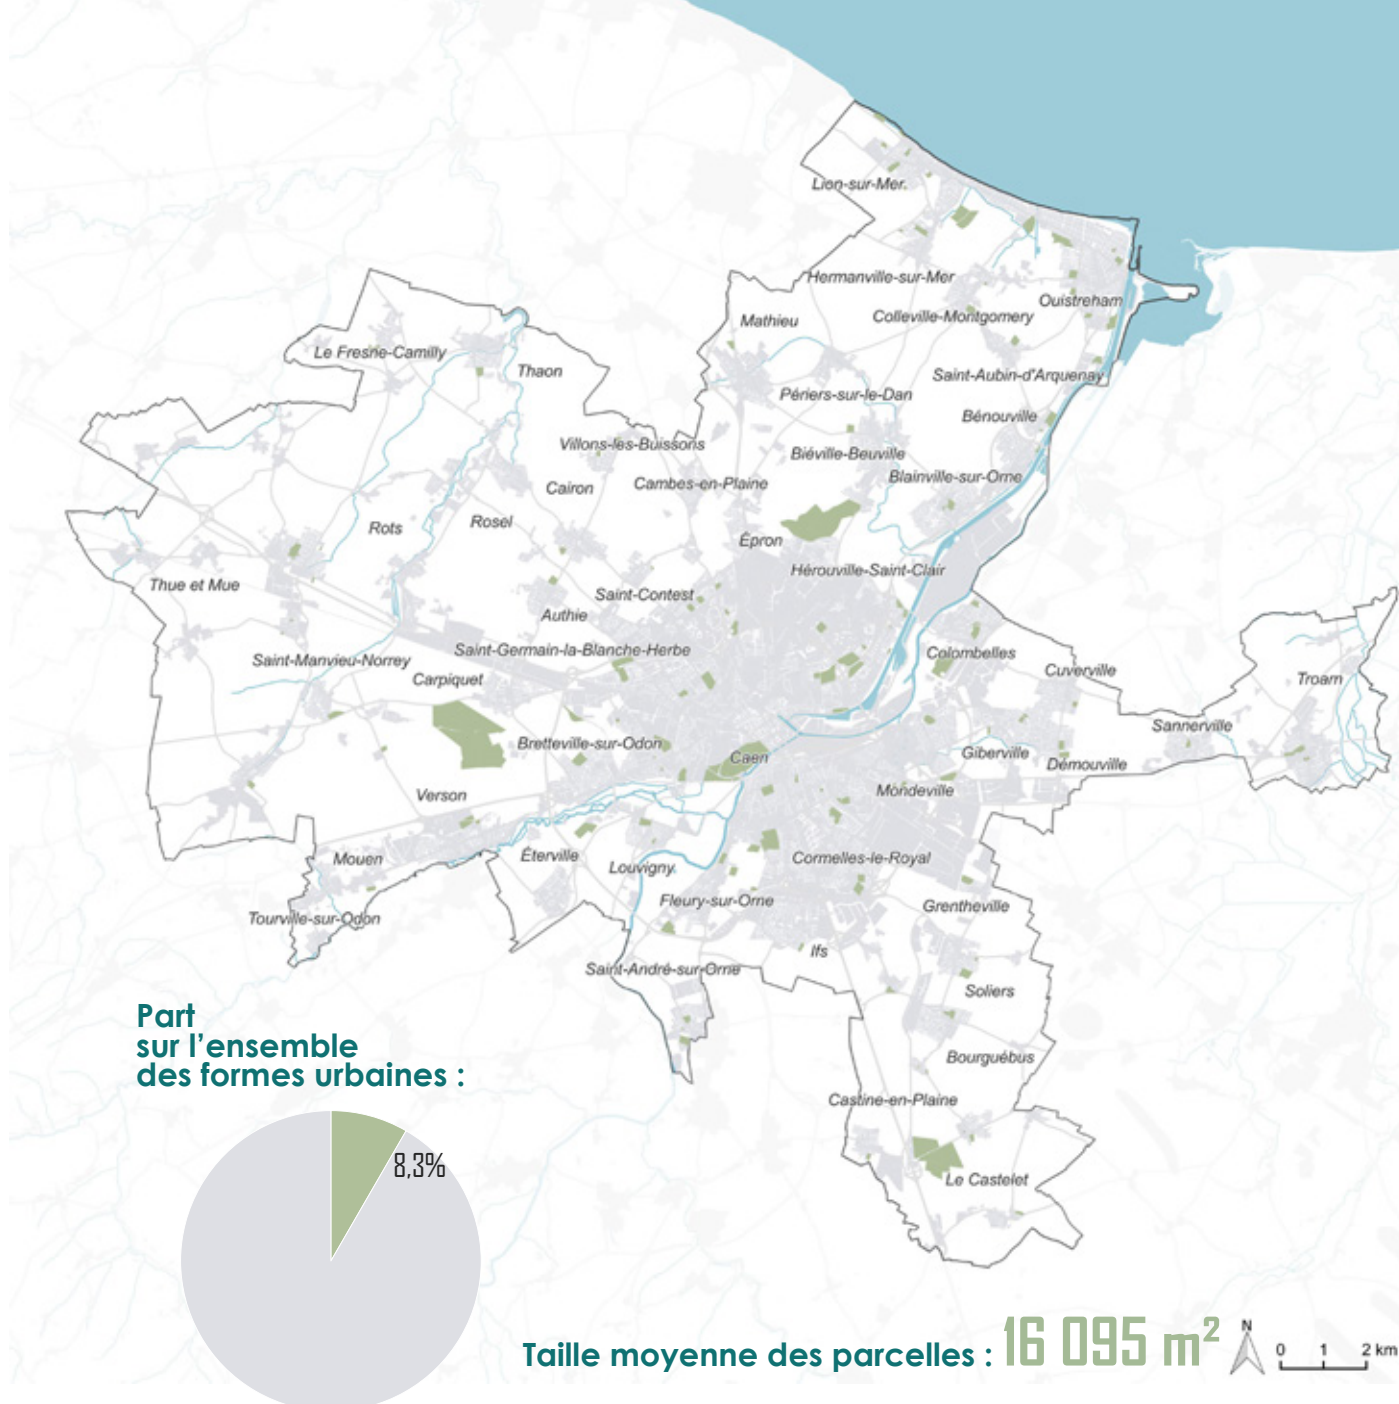 Lion-sur-Mer
Hermanville-sur-Mer
Ouistreham
Colleville-Montgomery
Mathieu
Le Fresne-Camilly
Thaon
Saint-Aubin-d'Arquenay
Périers-sur-le-Dan
Bénouville
Villons-les-Buissons
Biéville-Beuville
Blainville-sur-Orne
Cambes-en-Plaine
Cairon
Rosel
Rots
Épron
Hérouville-Saint-Clair
Thue et Mue
Saint-Contest
Authie
Saint-Germain-la-Blanche-Herbe
Colombelles
Saint-Manvieu-Norrey
Carpiquet
Cuverville
Troarn
Sannerville
Bretteville-sur-Odon
Caen
Giberville
Démouville
Verson
Mondeville
Mouen
Éterville
Louvigny
Cormelles-le-Royal
Fleury-sur-Orne
Grentheville
Tourville-sur-Odon
Ifs
Saint-André-sur-Orne
Soliers
Bourguébus
Castine-en-Plaine
Le Castelet
Part
sur l'ensemble
des formes urbaines :
8,3%
Taille moyenne des parcelles : 16 095 m²
N
0 1 2 km